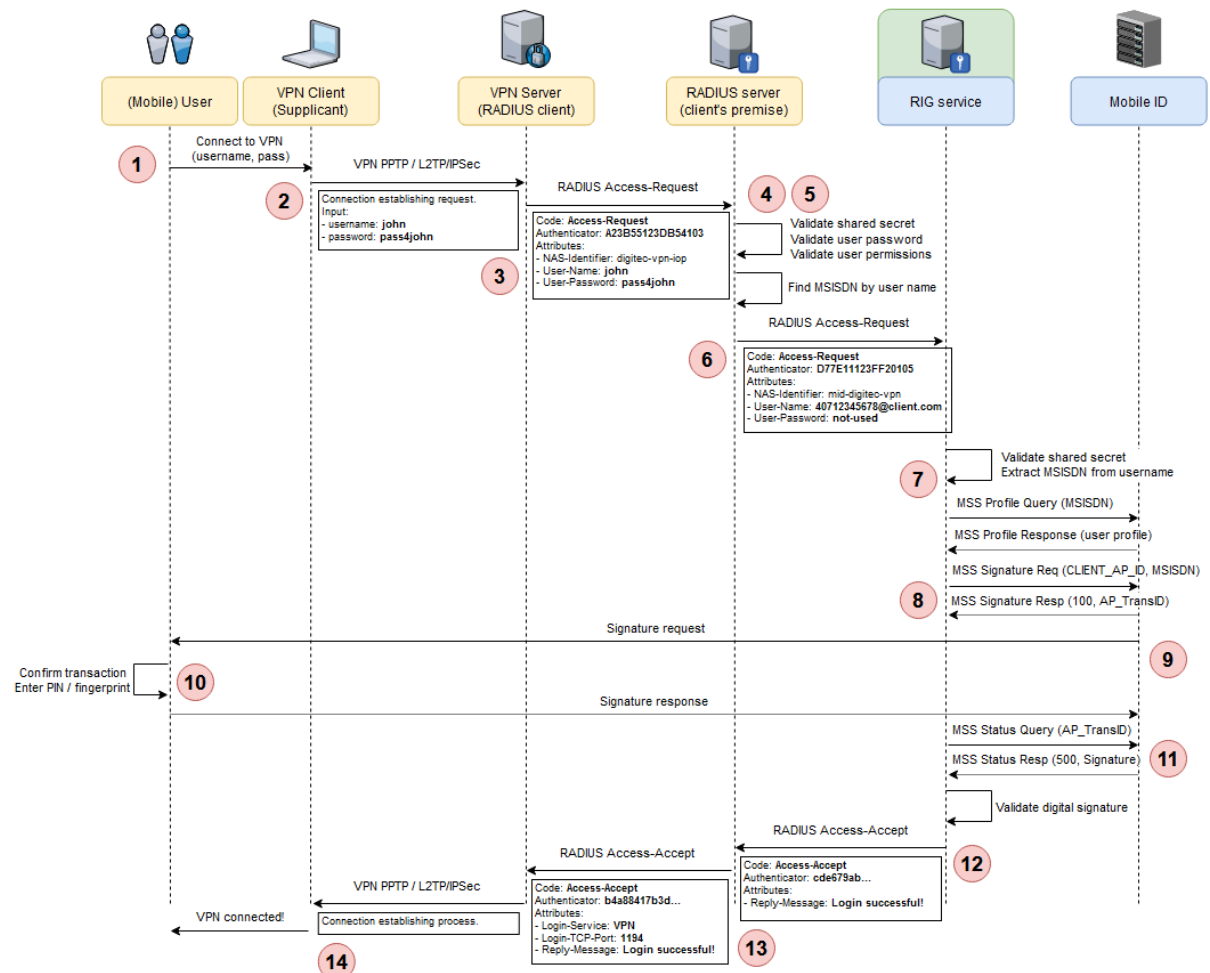 (Mobile) User
VPN Client
(Supplicant)
VPN Server
(RADIUS client)
RADIUS server
(client's premise)
RIG service
Mobile ID
1
Connect to VPN
(username, pass)
2
VPN PPTP / L2TP/IPSec
Connection establishing request.
Input:
- username: john
- password: pass4john
3
RADIUS Access-Request
Code: Access-Request
Authenticator: A23B55123DB54103
Attributes:
- NAS-Identifier: digitec-vpn-iop
- User-Name: john
- User-Password: pass4john
4
5
Validate shared secret
Validate user password
Validate user permissions
Find MSISDN by user name
RADIUS Access-Request
6
Code: Access-Request
Authenticator: D77E11123FF20105
Attributes:
- NAS-Identifier: mid-digitec-vpn
- User-Name: 40712345678@client.com
- User-Password: not-used
7
Validate shared secret
Extract MSISDN from username
MSS Profile Query (MSISDN)
MSS Profile Response (user profile)
MSS Signature Req (CLIENT_AP_ID, MSISDN)
8
MSS Signature Resp (100, AP_TransID)
Signature request
9
Confirm transaction
Enter PIN / fingerprint
10
Signature response
MSS Status Query (AP_TransID)
11
MSS Status Resp (500, Signature)
Validate digital signature
RADIUS Access-Accept
12
Code: Access-Accept
Authenticator: cde679ab...
Attributes:
- Reply-Message: Login successful!
RADIUS Access-Accept
Code: Access-Accept
Authenticator: b4a88417b3d...
Attributes:
- Login-Service: VPN
- Login-TCP-Port: 1194
- Reply-Message: Login successful!
13
VPN PPTP / L2TP/IPSec
Connection establishing process.
VPN connected!
14